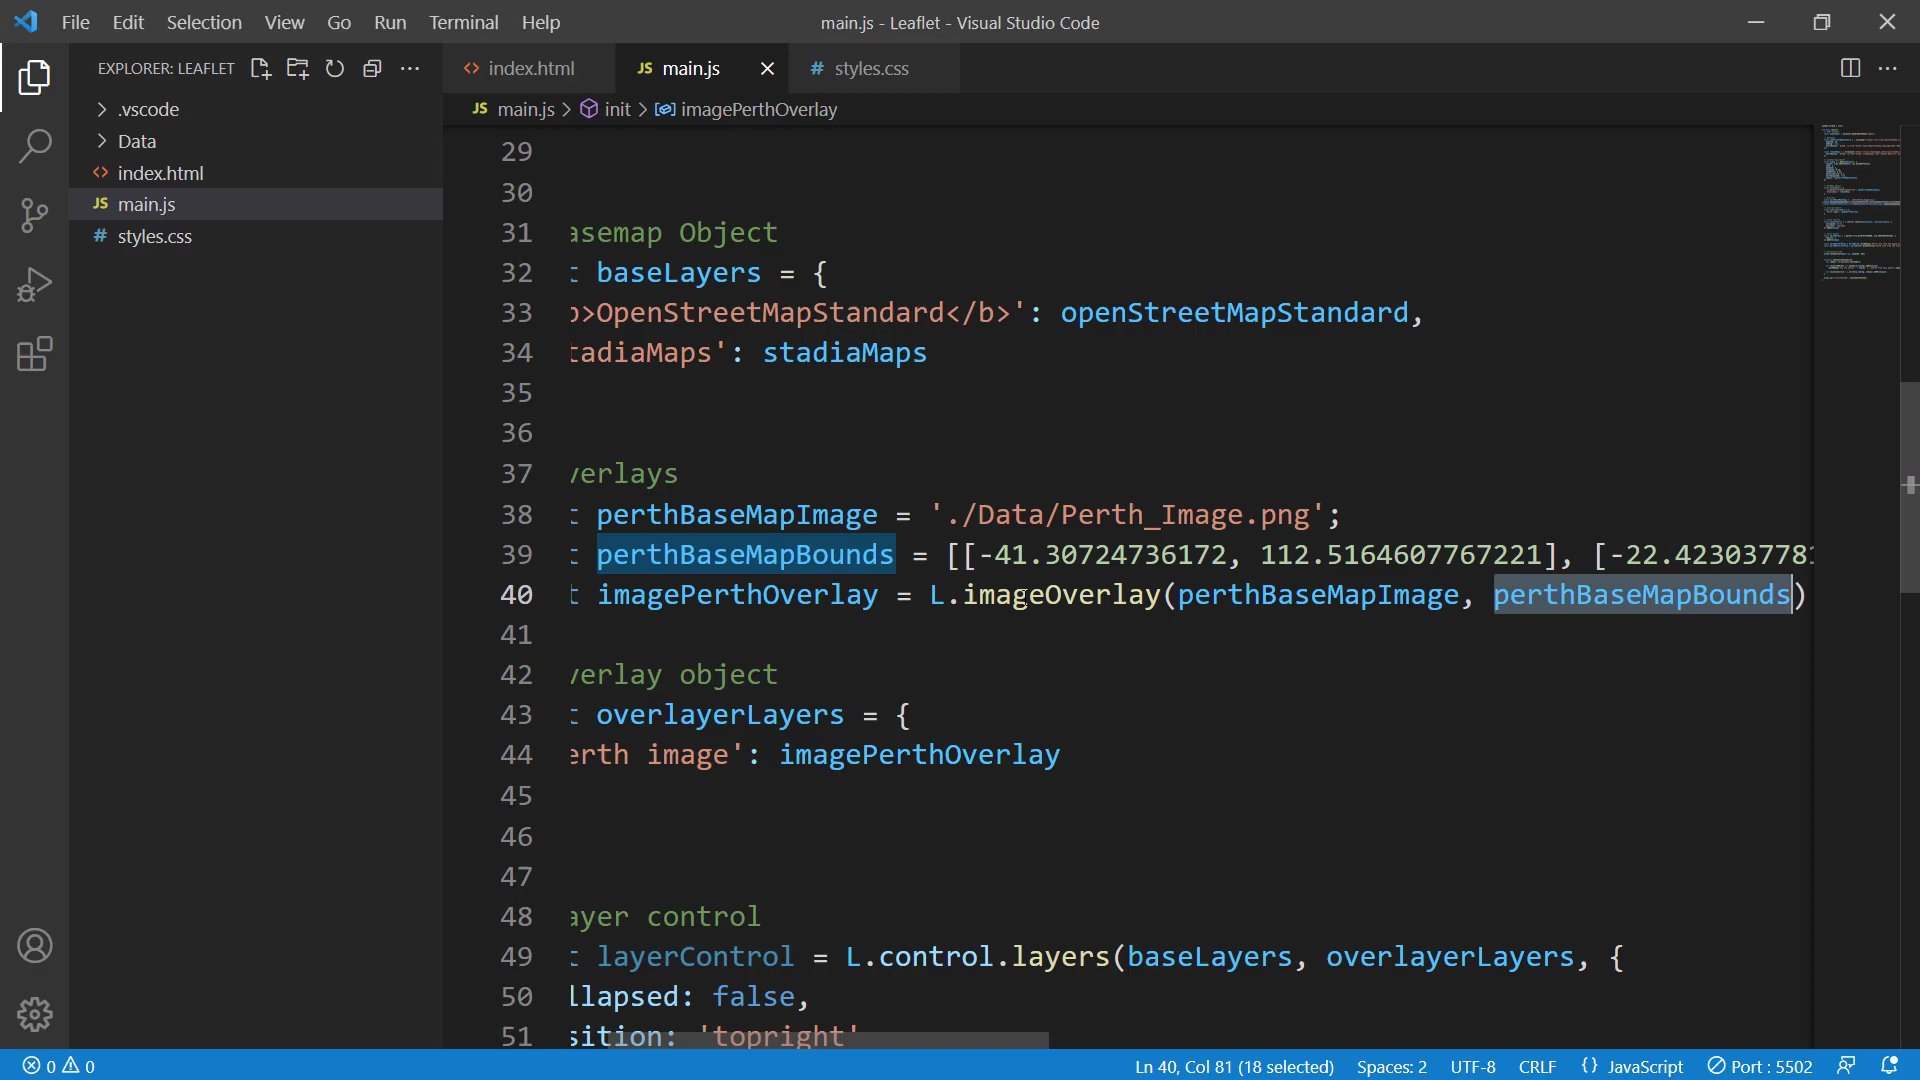 File Edit Selection View Go Run Terminal Help
main.js - Leaflet - Visual Studio Code
EXPLORER: LEAFLET
.vscode
Data
index.html
main.js
styles.css
index.html
JS main.js
# styles.css
JS main.js > init > imagePerthOverlay
29
30
31 asemap Object
32 t baseLayers = {
33 b>OpenStreetMapStandard</b>': openStreetMapStandard,
34 tadiaMaps': stadiaMaps
35
36
37 verlays
38 t perthBaseMapImage = './Data/Perth_Image.png';
39 t perthBaseMapBounds = [[-41.30724736172, 112.5164607767221], [-22.42303778
40 t imagePerthOverlay = L.imageOverlay(perthBaseMapImage, perthBaseMapBounds)
41
42 verlay object
43 t overlayerLayers = {
44 erth image': imagePerthOverlay
45
46
47
48 ayer control
49 t layerControl = L.control.layers(baseLayers, overlayerLayers, {
50 llapsed: false,
51 sition: 'topright'
0 0
Ln 40, Col 81 (18 selected) Spaces: 2 UTF-8 CRLF {} JavaScript Port : 5502